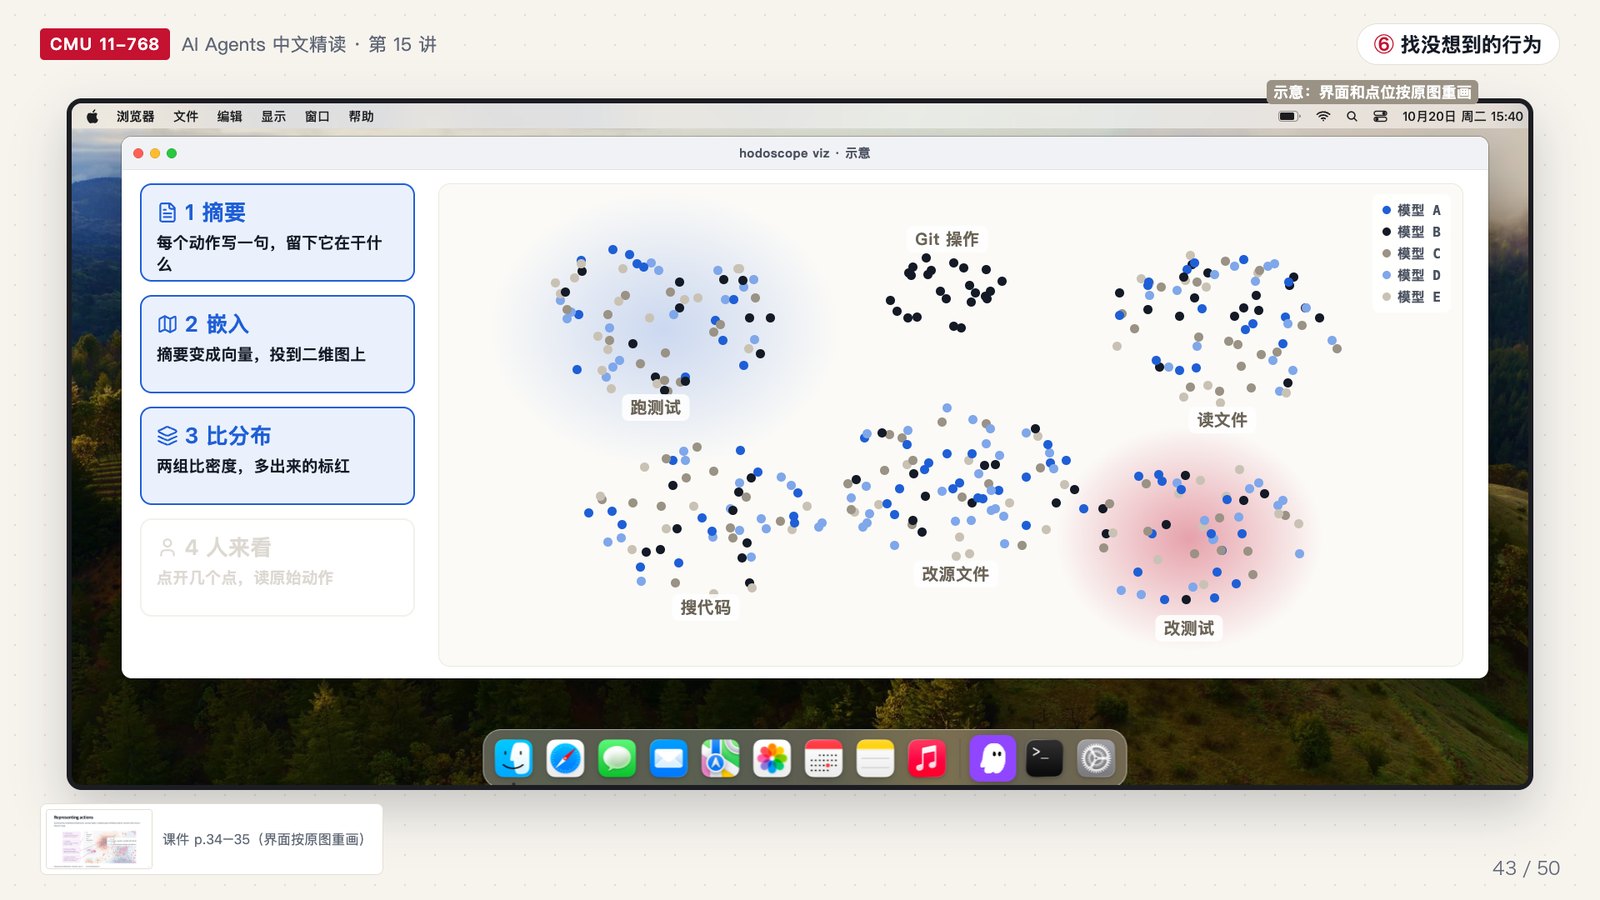 CMU 11-768
AI Agents 中文精读 · 第 15 讲
⑥ 找没想到的行为
示意：界面和点位按原图重画
浏览器 文件 编辑 显示 窗口 帮助
10月20日 周二 15:40
hodoscope viz · 示意
1 摘要
每个动作写一句，留下它在干什
么
2 嵌入
摘要变成向量，投到二维图上
3 比分布
两组比密度，多出来的标红
4 人来看
点开几个点，读原始动作
Git 操作
跑测试
读文件
搜代码
改源文件
改测试
模型 A
模型 B
模型 C
模型 D
模型 E
Representing actions
课件 p.34—35（界面按原图重画）
43 / 50